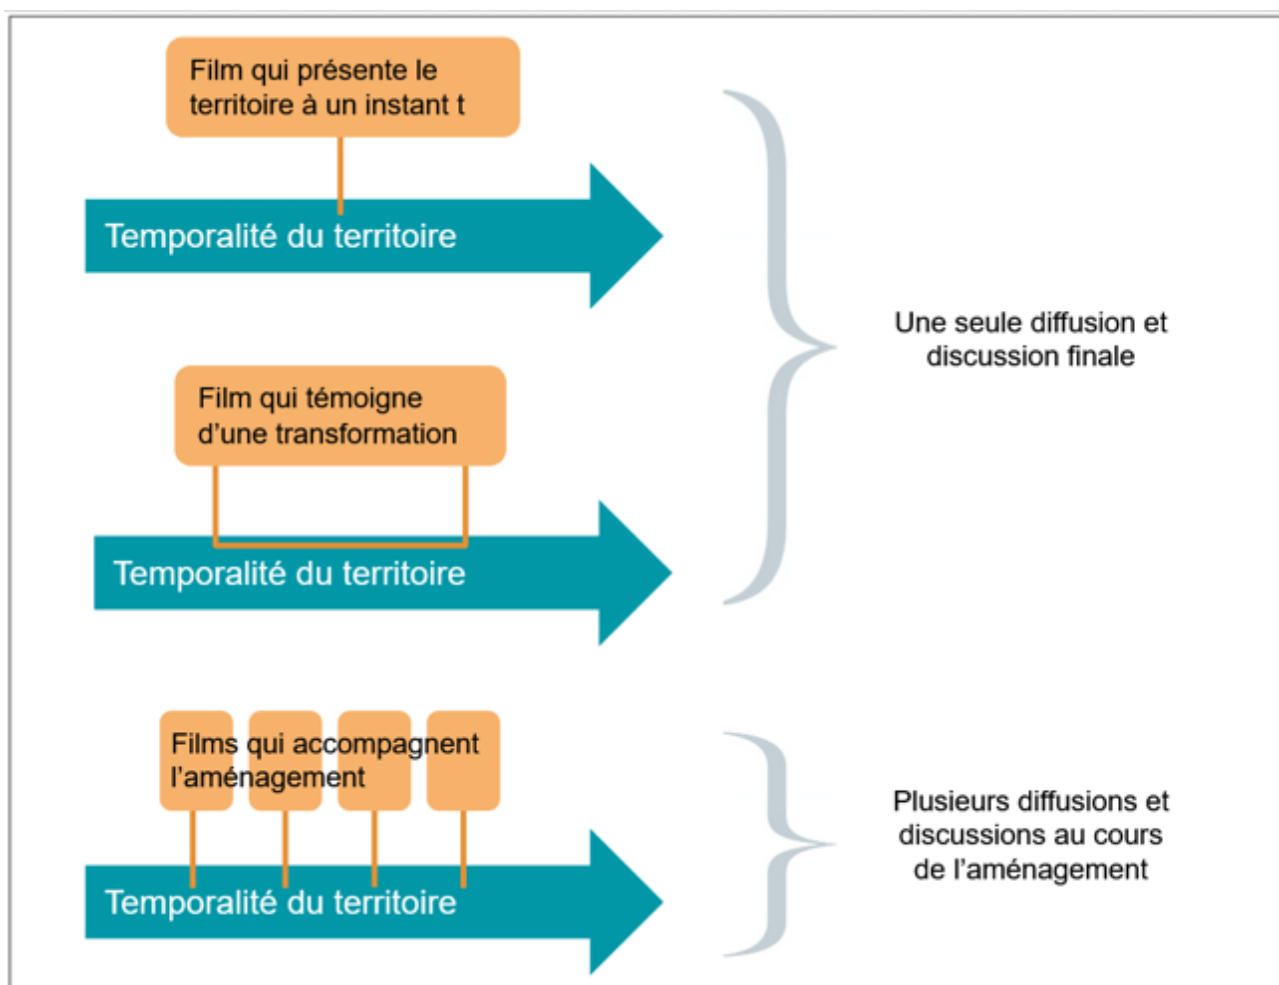 Film qui présente le
territoire à un instant t
Temporalité du territoire
Une seule diffusion et
discussion finale
Film qui témoigne
d’une transformation
Temporalité du territoire
Films qui accompagnent
l’aménagement
Temporalité du territoire
Plusieurs diffusions et
discussions au cours
de l’aménagement